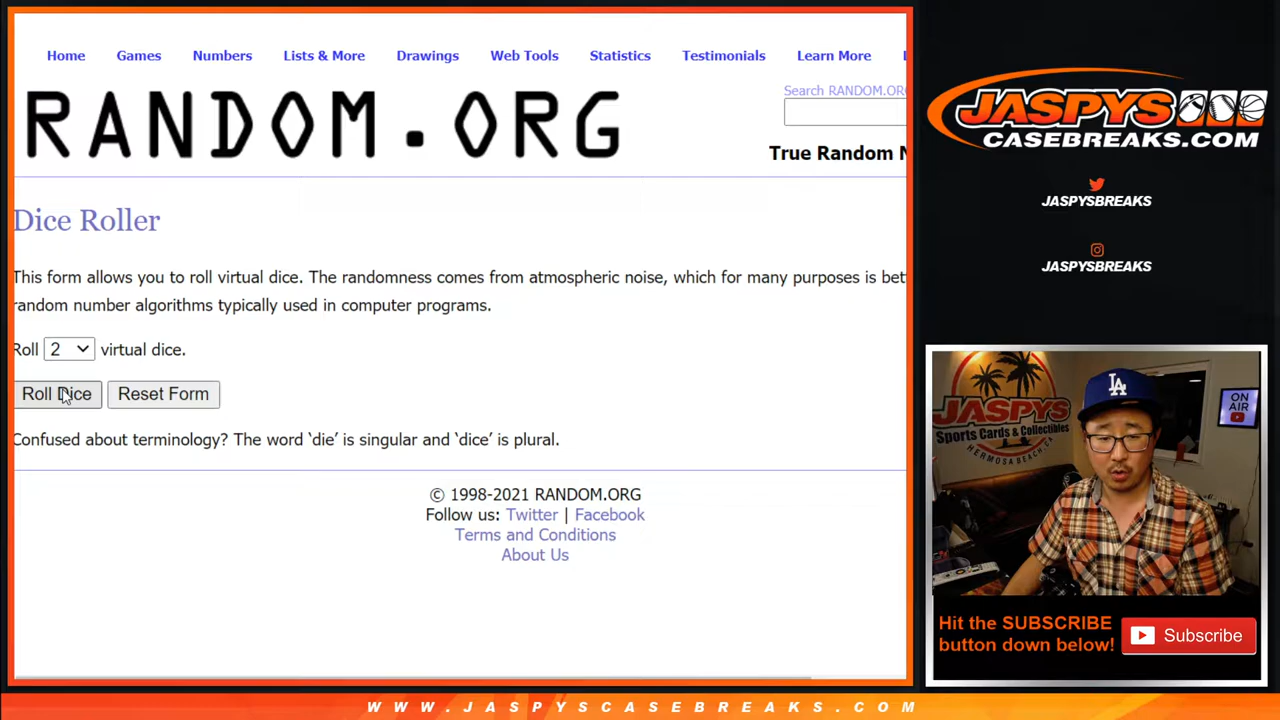 Home Games Numbers Lists & More Drawings Web Tools Statistics Testimonials Learn More
RANDOM.ORG
Search RANDOM.ORG
True Random N
Dice Roller
This form allows you to roll virtual dice. The randomness comes from atmospheric noise, which for many purposes is bet
random number algorithms typically used in computer programs.
Roll 2 virtual dice.
Roll Dice Reset Form
Confused about terminology? The word ‘die’ is singular and ‘dice’ is plural.
© 1998-2021 RANDOM.ORG
Follow us: Twitter | Facebook
Terms and Conditions
About Us
JASPYS
CASEBREAKS.COM
JASPYSBREAKS
JASPYSBREAKS
JASPYS
Sports Cards & Collectibles
HERMOSA BEACH, CA
LA
ON
AIR
Hit the SUBSCRIBE
button down below!
Subscribe
WWW.JASPYSCASEBREAKS.COM